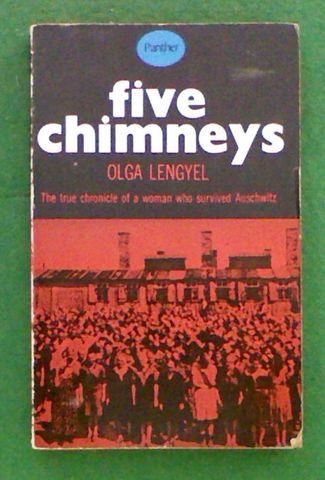 Panther
five
chimneys
OLGA LENGYEL
The true chronicle of a woman who survived Auschwitz